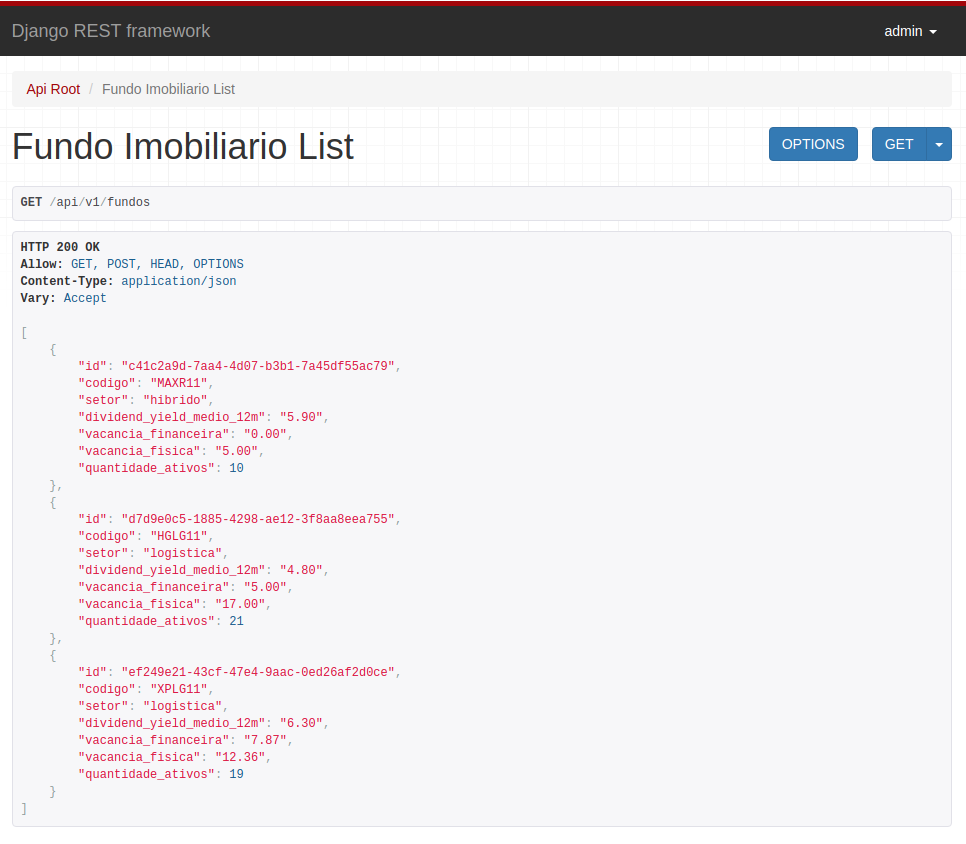 Django REST framework
admin
Api Root / Fundo Imobiliario List
Fundo Imobiliario List
OPTIONS
GET
GET /api/v1/fundos
HTTP 200 OK
Allow: GET, POST, HEAD, OPTIONS
Content-Type: application/json
Vary: Accept
[
    {
        "id": "c41c2a9d-7aa4-4d07-b3b1-7a45df55ac79",
        "codigo": "MAXR11",
        "setor": "hibrido",
        "dividend_yield_medio_12m": "5.90",
        "vacancia_financeira": "0.00",
        "vacancia_fisica": "5.00",
        "quantidade_ativos": 10
    },
    {
        "id": "d7d9e0c5-1885-4298-ae12-3f8aa8eea755",
        "codigo": "HGLG11",
        "setor": "logistica",
        "dividend_yield_medio_12m": "4.80",
        "vacancia_financeira": "5.00",
        "vacancia_fisica": "17.00",
        "quantidade_ativos": 21
    },
    {
        "id": "ef249e21-43cf-47e4-9aac-0ed26af2d0ce",
        "codigo": "XPLG11",
        "setor": "logistica",
        "dividend_yield_medio_12m": "6.30",
        "vacancia_financeira": "7.87",
        "vacancia_fisica": "12.36",
        "quantidade_ativos": 19
    }
]